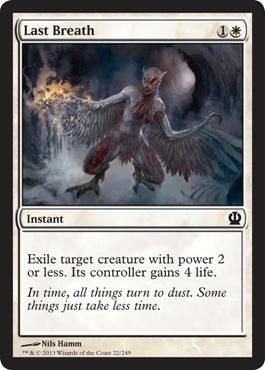 Last Breath 1
Instant
Exile target creature with power 2
or less. Its controller gains 4 life.
In time, all things turn to dust. Some
things just take less time.
Nils Hamm
™ & © 2013 Wizards of the Coast 22/249